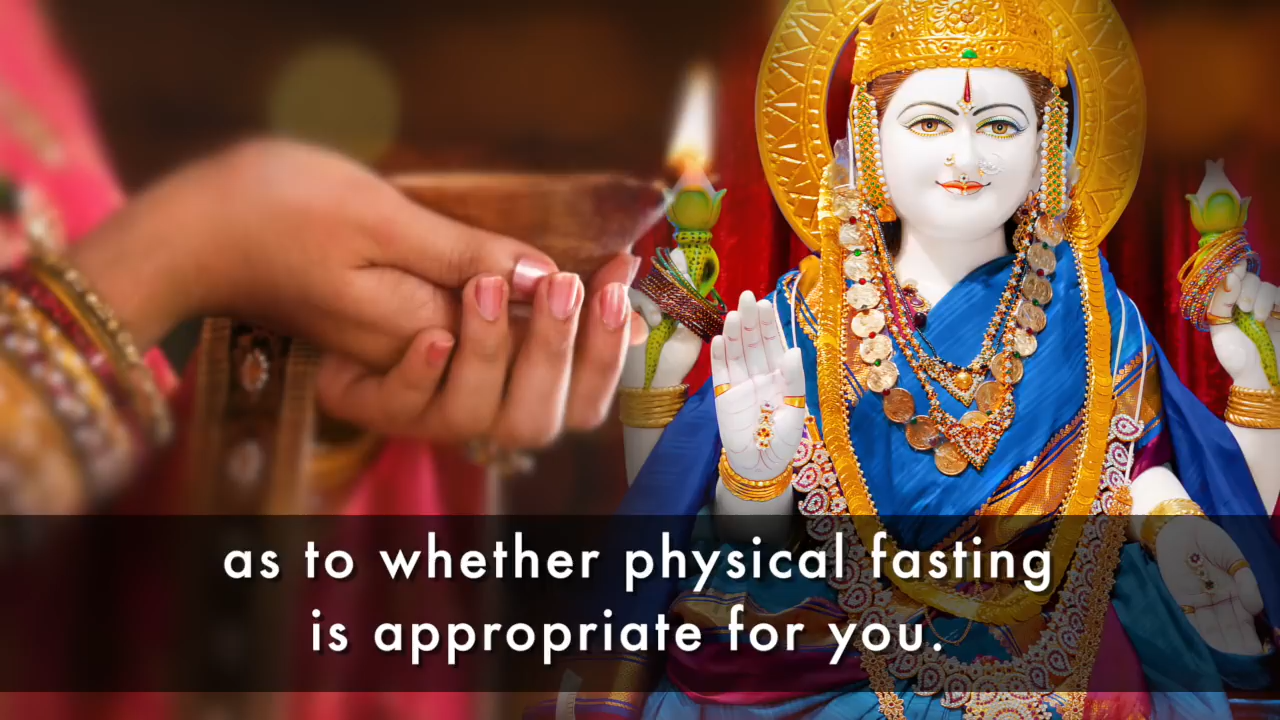 as to whether physical fasting
is appropriate for you.